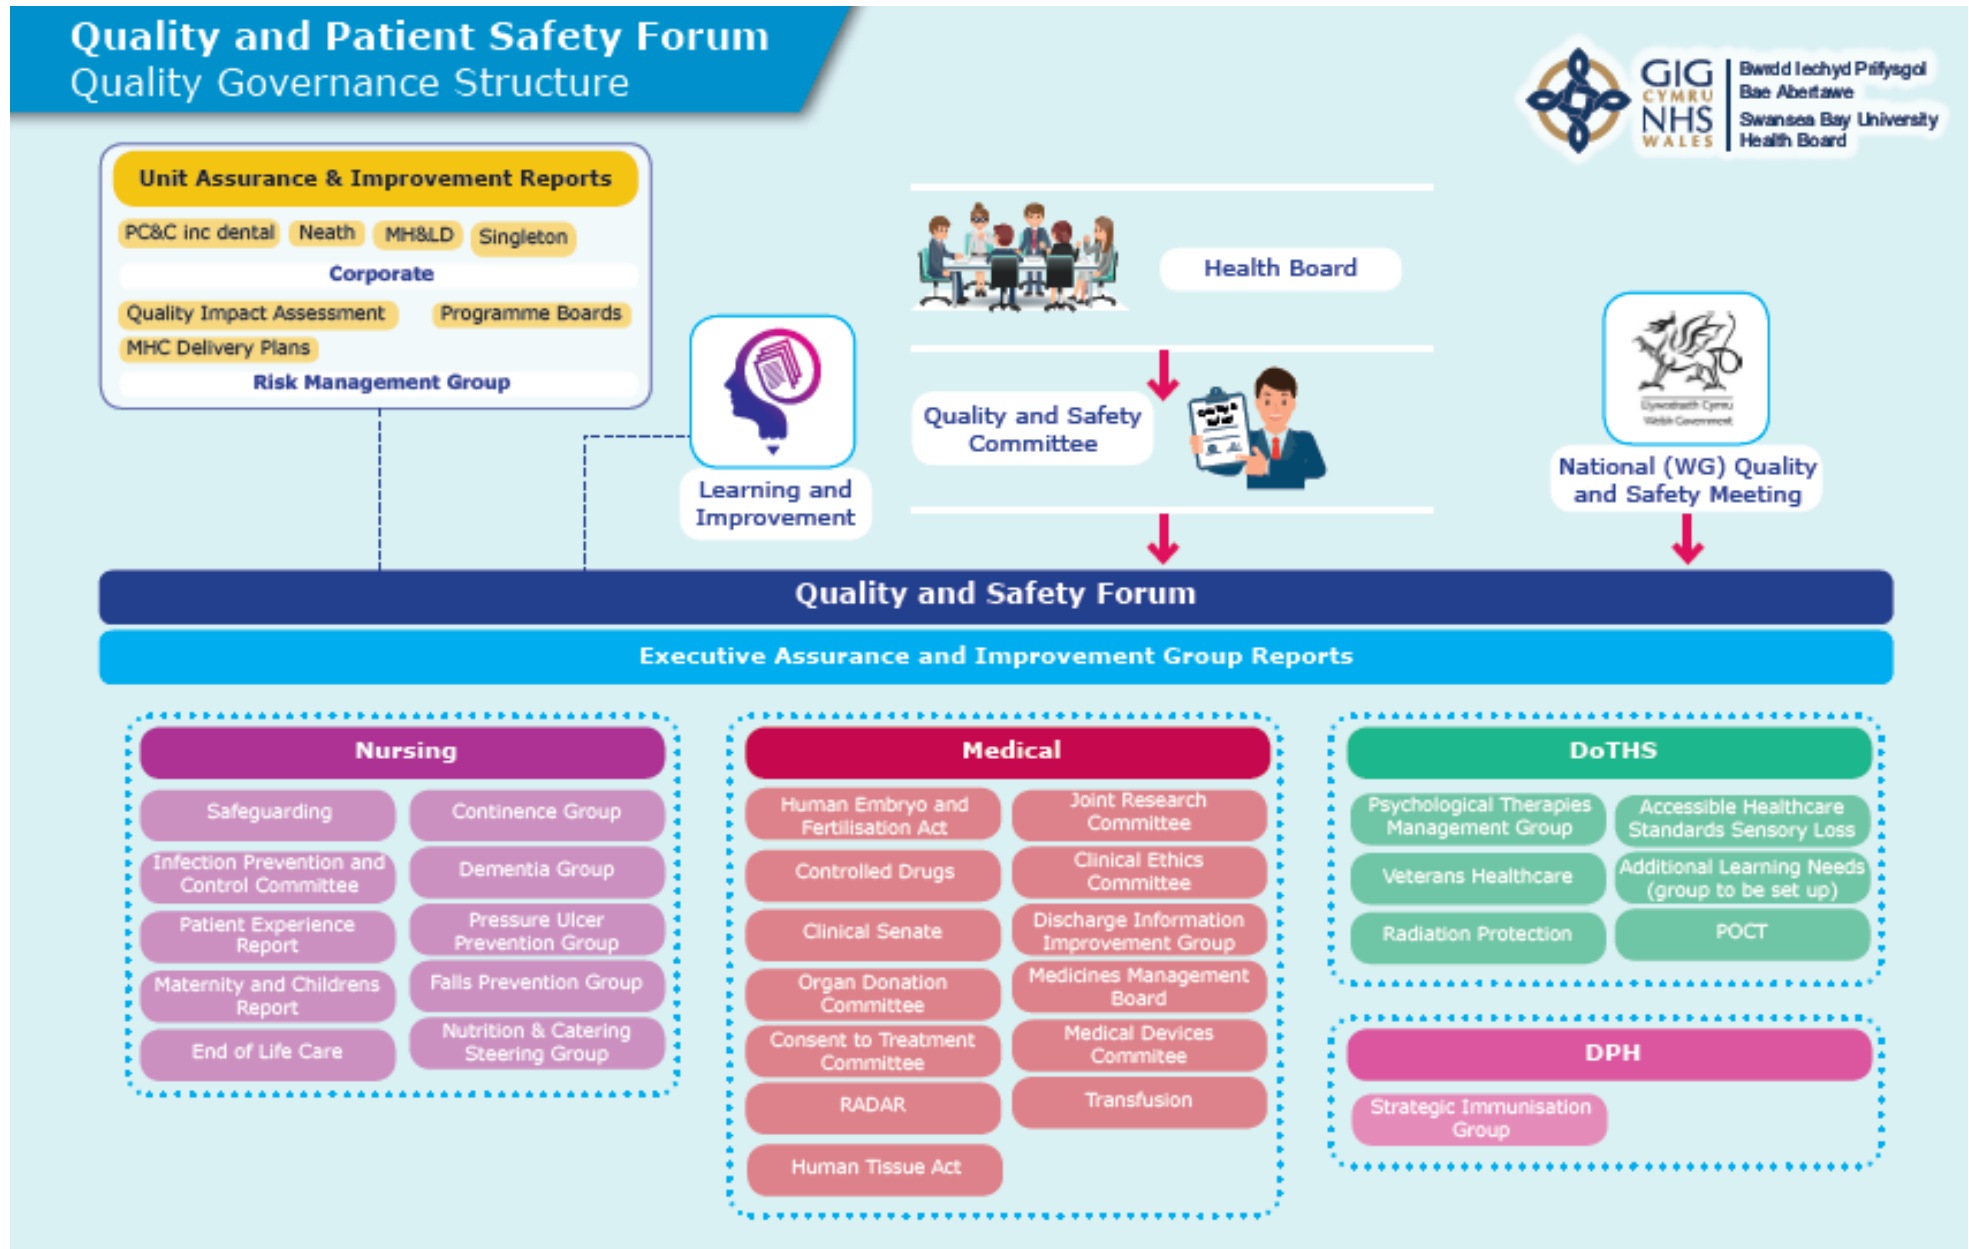 Quality and Patient Safety Forum
Quality Governance Structure
GIG
CYMRU
NHS
WALES
Bwrdd Iechyd Prifysgol
Bae Abertawe
Swansea Bay University
Health Board
Unit Assurance & Improvement Reports
PC&C inc dental
Neath
MH&LD
Singleton
Corporate
Quality Impact Assessment
Programme Boards
MHC Delivery Plans
Risk Management Group
Learning and
Improvement
Health Board
Quality and Safety
Committee
Llywodraeth Cymru
Welsh Government
National (WG) Quality
and Safety Meeting
Quality and Safety Forum
Executive Assurance and Improvement Group Reports
Nursing
Safeguarding
Continence Group
Infection Prevention and
Control Committee
Dementia Group
Patient Experience
Report
Pressure Ulcer
Prevention Group
Maternity and Childrens
Report
Falls Prevention Group
End of Life Care
Nutrition & Catering
Steering Group
Medical
Human Embryo and
Fertilisation Act
Joint Research
Committee
Controlled Drugs
Clinical Ethics
Committee
Clinical Senate
Discharge Information
Improvement Group
Organ Donation
Committee
Medicines Management
Board
Consent to Treatment
Committee
Medical Devices
Commitee
RADAR
Transfusion
Human Tissue Act
DoTHS
Psychological Therapies
Management Group
Accessible Healthcare
Standards Sensory Loss
Veterans Healthcare
Additional Learning Needs
(group to be set up)
Radiation Protection
POCT
DPH
Strategic Immunisation
Group